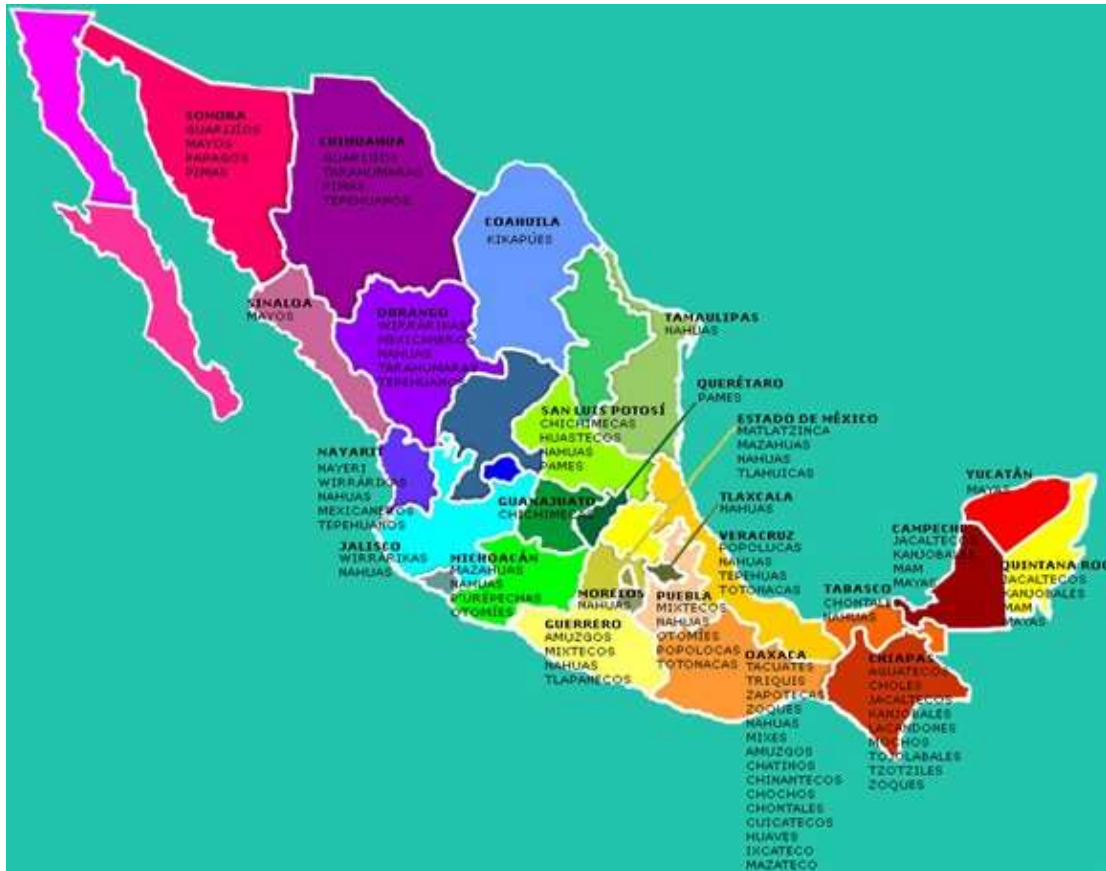 SONORA
GUARIJÍOS
MAYOS
PAPAGOS
PIMAS
CHIHUAHUA
GUARIJIOS
TARAHUMARAS
PIMAS
TEPEHUANOS
COAHUILA
KIKAPÚES
SINALOA
MAYOS
DURANGO
WIRRÁRIKAS
MEXICANEROS
NAHUAS
TARAHUMARAS
TEPEHUANOS
TAMAULIPAS
NAHUAS
QUERÉTARO
PAMES
SAN LUIS POTOSÍ
CHICHIMECAS
HUASTECOS
NAHUAS
PAMES
ESTADO DE MÉXICO
MATLATZINCA
MAZAHUAS
NAHUAS
TLAHUICAS
NAYARIT
NAYERI
WIRRÁRIKAS
NAHUAS
MEXICANEROS
TEPEHUANOS
GUANAJUATO
CHICHIMECAS
TLAXCALA
NAHUAS
YUCATÁN
MAYAS
JALISCO
WIRRÁRIKAS
NAHUAS
MICHOACÁN
MAZAHUAS
NAHUAS
P'UREPECHAS
OTOMÍES
VERACRUZ
POPOLUCAS
NAHUAS
TEPEHUAS
TOTONACAS
CAMPECHE
JACALTECOS
KANJOBALES
MAM
MAYAS
QUINTANA ROO
JACALTECOS
KANJOBALES
MAM
MAYAS
MORELOS
NAHUAS
PUEBLA
MIXTECOS
NAHUAS
OTOMÍES
POPOLOCAS
TOTONACAS
TABASCO
CHONTALES
NAHUAS
GUERRERO
AMUZGOS
MIXTECOS
NAHUAS
TLAPANECOS
OAXACA
TACUATES
TRIQUIS
ZAPOTECAS
ZOQUES
NAHUAS
MIXES
AMUZGOS
CHATINOS
CHINANTECOS
CHOCHOS
CHONTALES
CUICATECOS
HUAVES
IXCATECO
MAZATECO
CHIAPAS
AGUATECOS
CHOLES
JACALTECOS
KANJOBALES
LACANDONES
MOCHOS
TOJOLABALES
TZOTZILES
ZOQUES